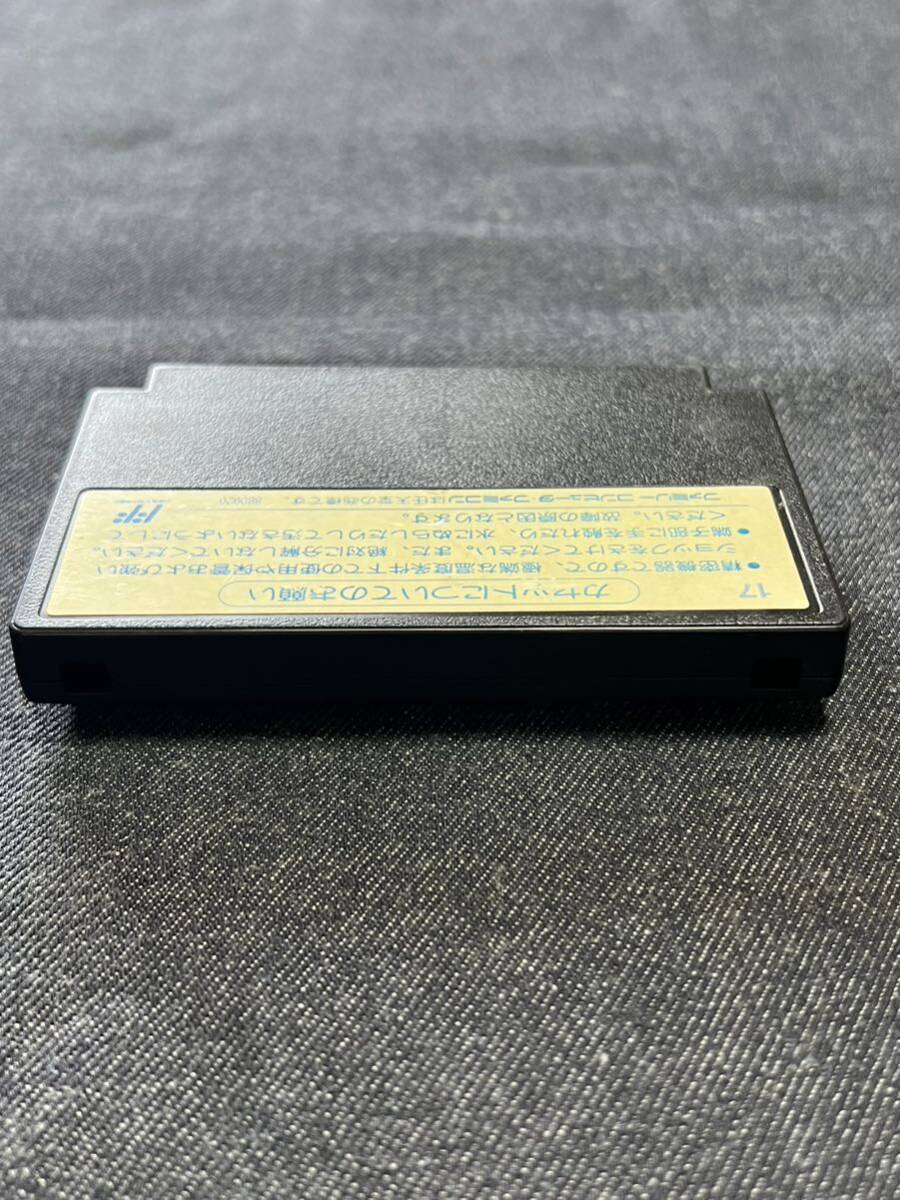 17
カセットについてのお願い
●精密機器ですので、極端な温度条件下での使用や保管および強い
ショックをさけてください。また、絶対に分解しないでください。
●端子部に手を触れたり、水にぬらしたりして汚さないようにして
ください。故障の原因となります。
ファミリーコンピュータ ファミコンは任天堂の商標です。
FF